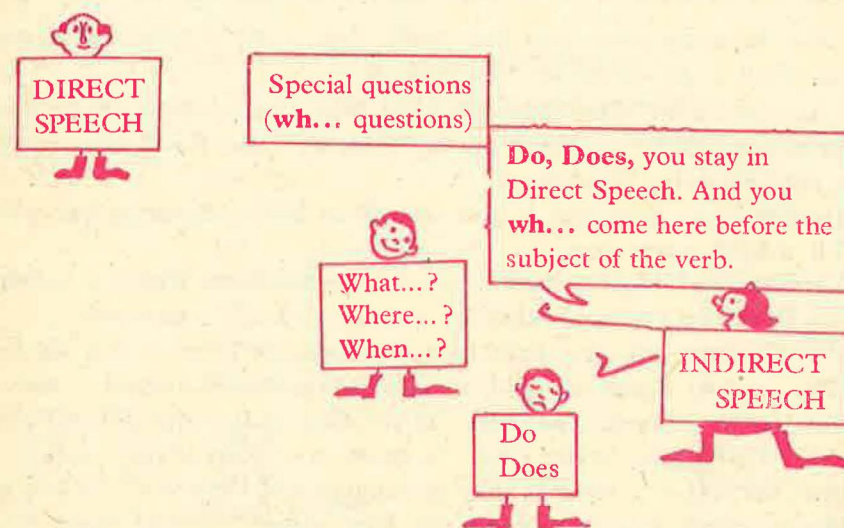 DIRECT
SPEECH
Special questions
(wh... questions)
Do, Does, you stay in
Direct Speech. And you
wh... come here before the
subject of the verb.
What...?
Where...?
When...?
INDIRECT
SPEECH
Do
Does